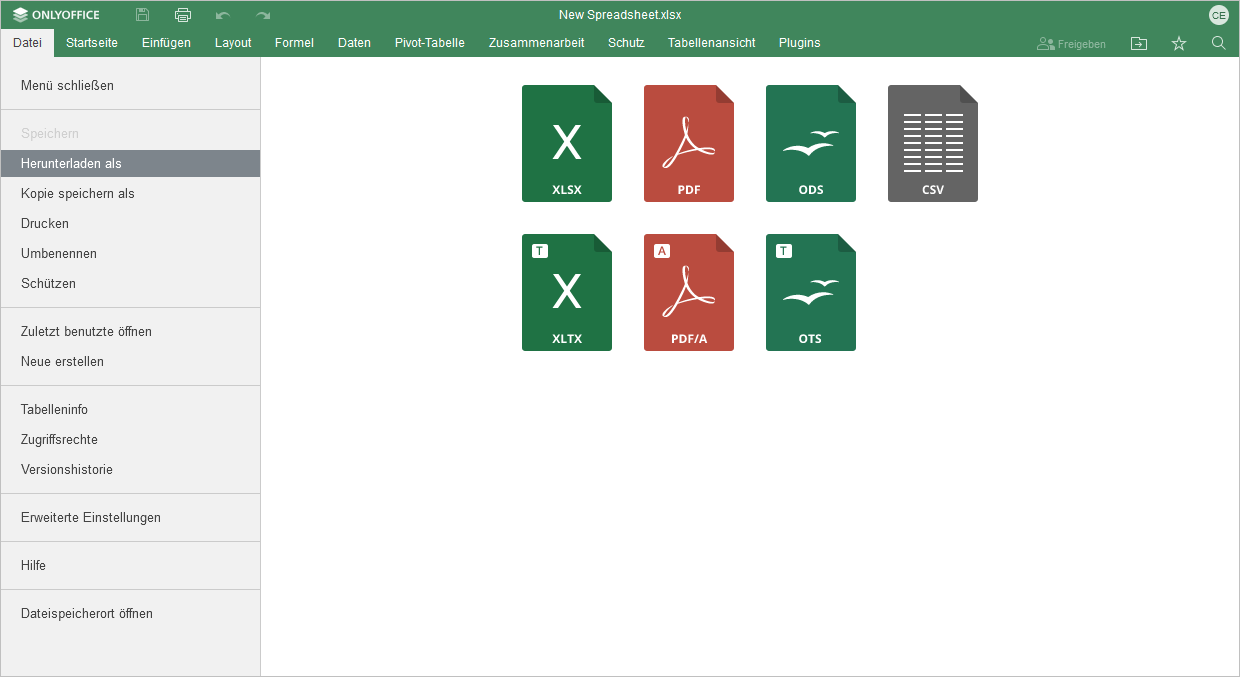 ONLYOFFICE
New Spreadsheet.xlsx
CE
Datei Startseite Einfügen Layout Formel Daten Pivot-Tabelle Zusammenarbeit Schutz Tabellenansicht Plugins Freigeben
Menü schließen
Speichern
Herunterladen als
Kopie speichern als
Drucken
Umbenennen
Schützen
Zuletzt benutzte öffnen
Neue erstellen
Tabelleninfo
Zugriffsrechte
Versionshistorie
Erweiterte Einstellungen
Hilfe
Dateispeicherort öffnen
X
XLSX PDF ODS CSV
T A T
X
XLTX PDF/A OTS